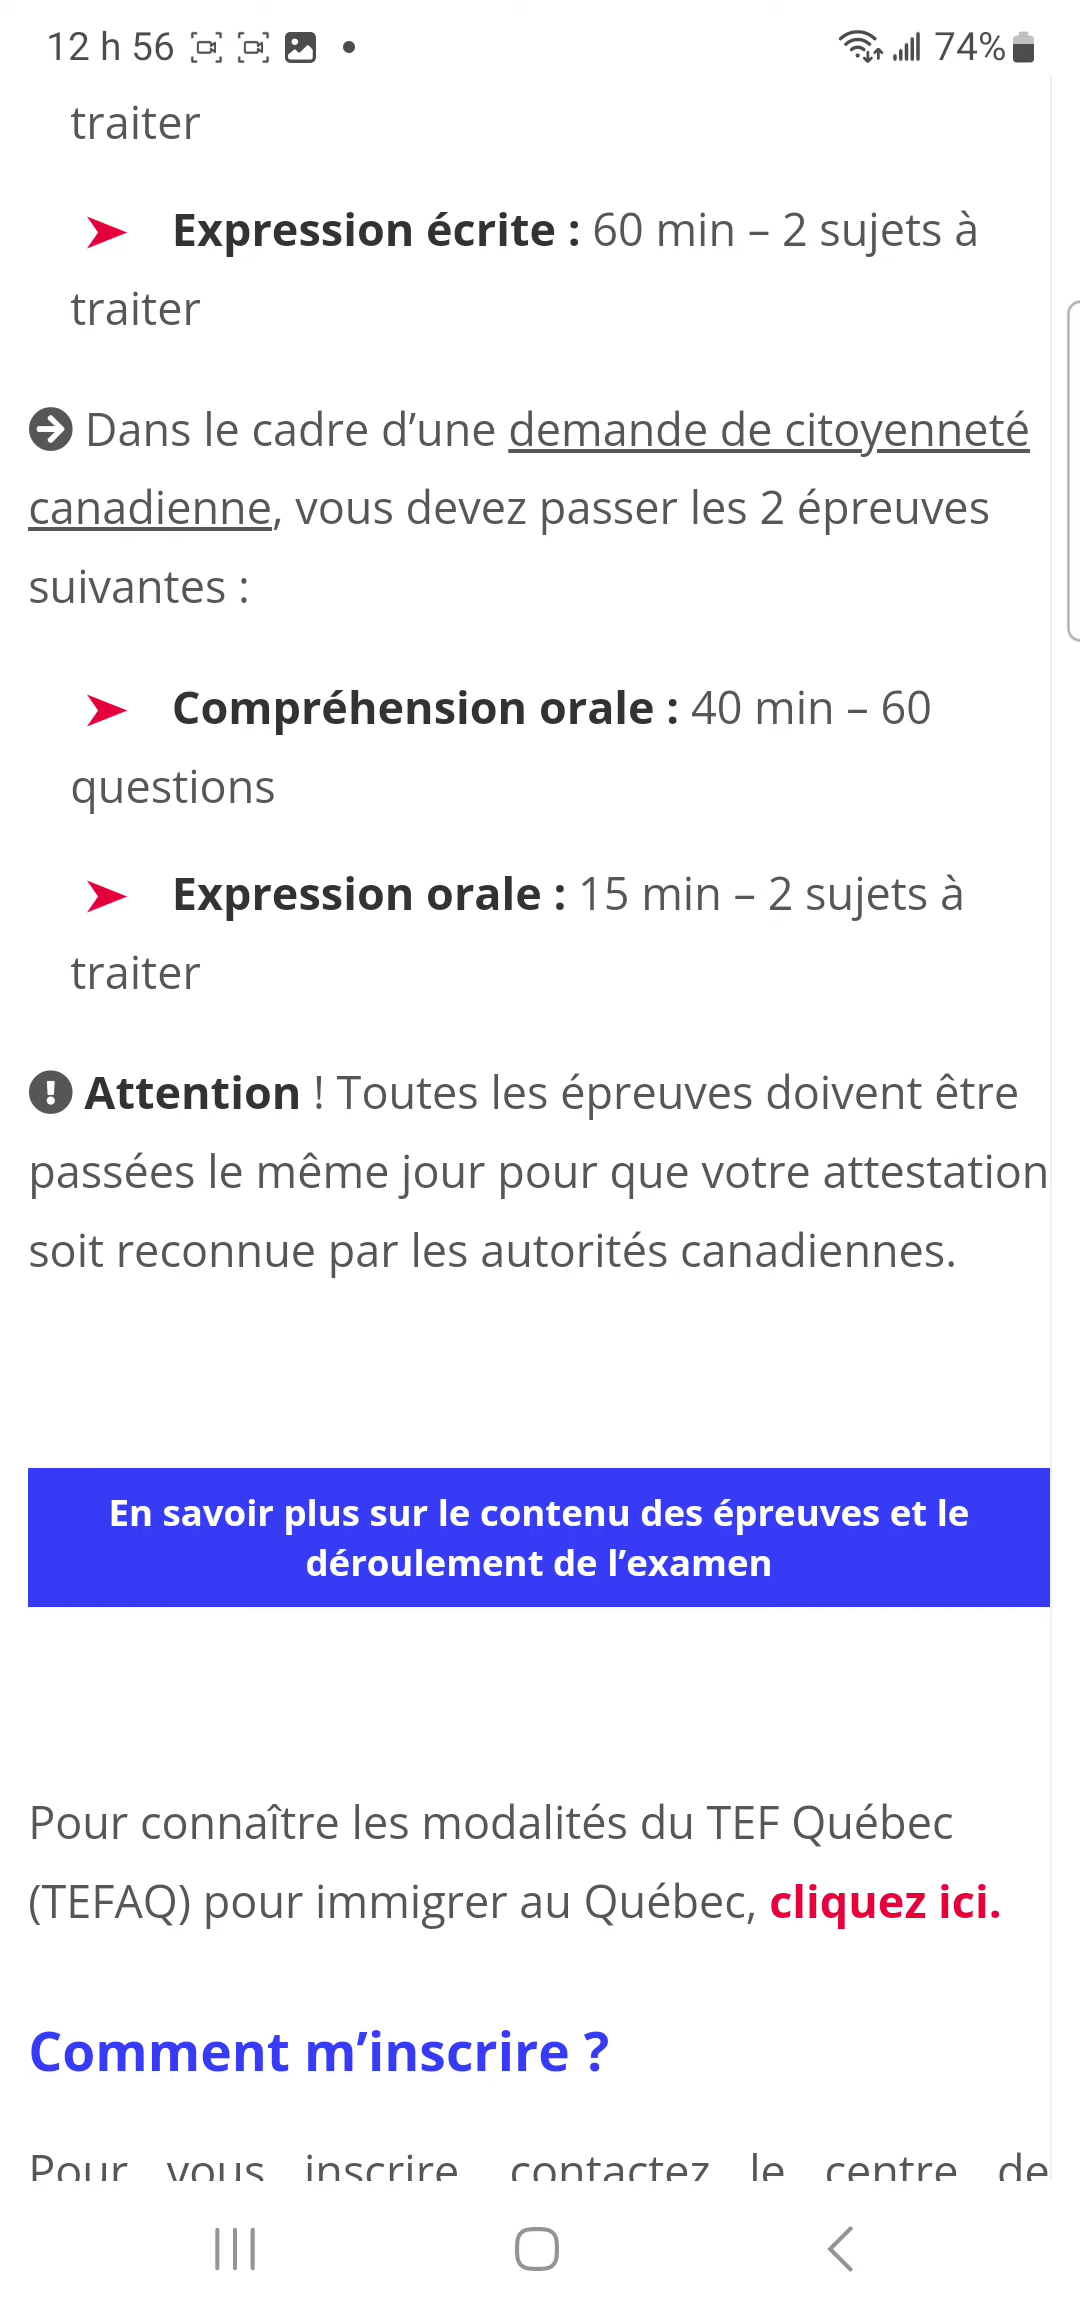 12 h 56
74%
traiter
Expression écrite : 60 min – 2 sujets à
traiter
Dans le cadre d’une demande de citoyenneté
canadienne, vous devez passer les 2 épreuves
suivantes :
Compréhension orale : 40 min – 60
questions
Expression orale : 15 min – 2 sujets à
traiter
Attention ! Toutes les épreuves doivent être
passées le même jour pour que votre attestation
soit reconnue par les autorités canadiennes.
En savoir plus sur le contenu des épreuves et le
déroulement de l’examen
Pour connaître les modalités du TEF Québec
(TEFAQ) pour immigrer au Québec, cliquez ici.
Comment m’inscrire ?
Pour vous inscrire contactez le centre de